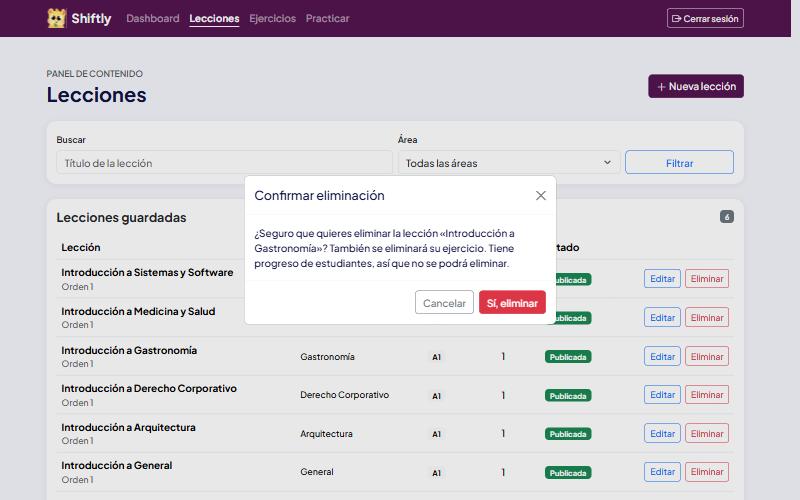 Shiftly Dashboard Lecciones Ejercicios Practicar Cerrar sesión
PANEL DE CONTENIDO
Lecciones
+ Nueva lección
Buscar Área
Título de la lección Todas las áreas Filtrar
Confirmar eliminación
¿Seguro que quieres eliminar la lección «Introducción a
Gastronomía»? También se eliminará su ejercicio. Tiene
progreso de estudiantes, así que no se podrá eliminar.
Cancelar Sí, eliminar
Lecciones guardadas 6
Lección tado
Introducción a Sistemas y Software ublicada Editar Eliminar
Orden 1
Introducción a Medicina y Salud ublicada Editar Eliminar
Orden 1
Introducción a Gastronomía Gastronomía A1 1 Publicada Editar Eliminar
Orden 1
Introducción a Derecho Corporativo Derecho Corporativo A1 1 Publicada Editar Eliminar
Orden 1
Introducción a Arquitectura Arquitectura A1 1 Publicada Editar Eliminar
Orden 1
Introducción a General General A1 1 Publicada Editar Eliminar
Orden 1